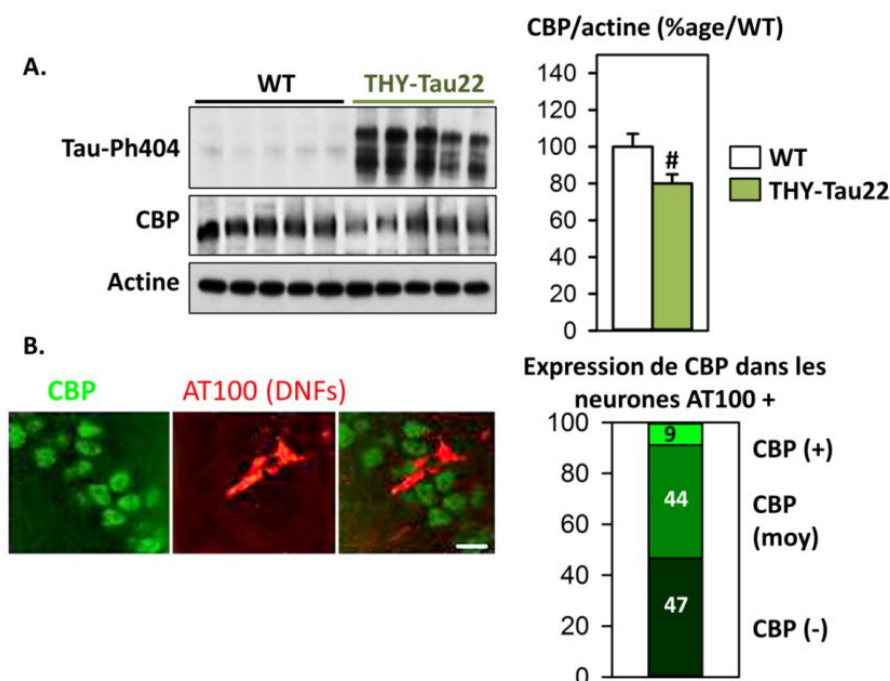 A.
WT THY-Tau22
Tau-Ph404
CBP
Actine
CBP/actine (%age/WT)
140
120
100
80
60
40
20
0
#
WT
THY-Tau22
B.
CBP AT100 (DNFs)
Expression de CBP dans les
neurones AT100 +
100
80
60
40
20
0
9
44
47
CBP (+)
CBP
(moy)
CBP (-)